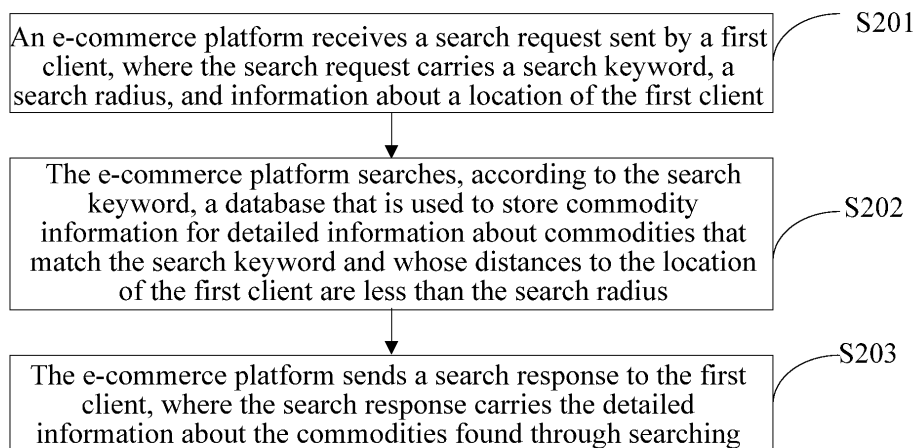 An e-commerce platform receives a search request sent by a first
client, where the search request carries a search keyword, a
search radius, and information about a location of the first client
S201
The e-commerce platform searches, according to the search
keyword, a database that is used to store commodity
information for detailed information about commodities that
match the search keyword and whose distances to the location
of the first client are less than the search radius
S202
The e-commerce platform sends a search response to the first
client, where the search response carries the detailed
information about the commodities found through searching
S203